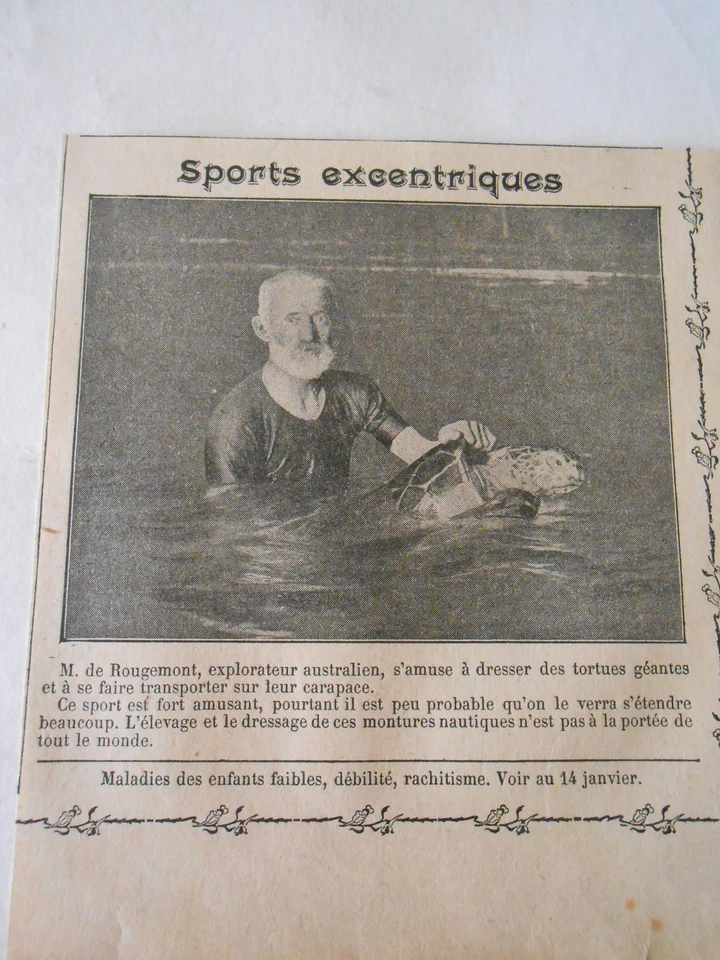 Sports excentriques
M. de Rougemont, explorateur australien, s'amuse à dresser des tortues géantes
et à se faire transporter sur leur carapace.
Ce sport est fort amusant, pourtant il est peu probable qu'on le verra s'étendre
beaucoup. L'élevage et le dressage de ces montures nautiques n'est pas à la portée de
tout le monde.
Maladies des enfants faibles, débilité, rachitisme. Voir au 14 janvier.